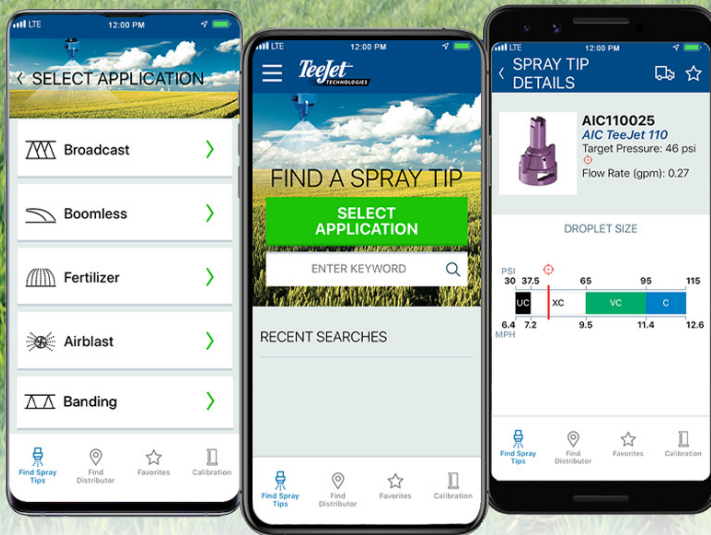 LTE 12:00 PM
SELECT APPLICATION
Broadcast
Boomless
Fertilizer
Airblast
Banding
Find Spray
Tips
Find
Distributor
Favorites
Calibration
LTE 12:00 PM
TeeJet
TECHNOLOGIES
FIND A SPRAY TIP
SELECT
APPLICATION
ENTER KEYWORD
RECENT SEARCHES
Find Spray
Tips
Find
Distributor
Favorites
Calibration
LTE 12:00 PM
SPRAY TIP
DETAILS
AIC110025
AIC TeeJet 110
Target Pressure: 46 psi
Flow Rate (gpm): 0.27
DROPLET SIZE
PSI
30 37.5 65 95 115
UC XC VC C
6.4 7.2 9.5 11.4 12.6
MPH
Find Spray
Tips
Find
Distributor
Favorites
Calibration